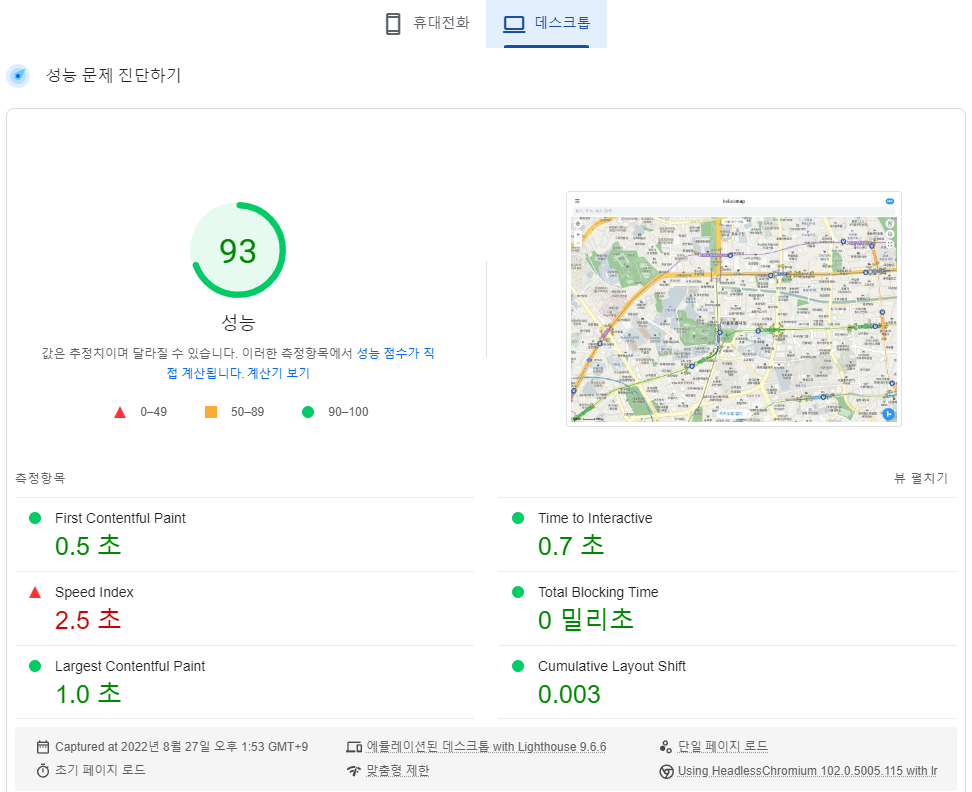 휴대전화
데스크톱
성능 문제 진단하기
93
성능
값은 추정치이며 달라질 수 있습니다. 이러한 측정항목에서 성능 점수가 직
접 계산됩니다. 계산기 보기
0–49
50–89
90–100
kakaomap
측정항목
뷰 펼치기
First Contentful Paint
0.5 초
Time to Interactive
0.7 초
Speed Index
2.5 초
Total Blocking Time
0 밀리초
Largest Contentful Paint
1.0 초
Cumulative Layout Shift
0.003
Captured at 2022년 8월 27일 오후 1:53 GMT+9
에뮬레이션된 데스크톱 with Lighthouse 9.6.6
단일 페이지 로드
초기 페이지 로드
맞춤형 제한
Using HeadlessChromium 102.0.5005.115 with lr